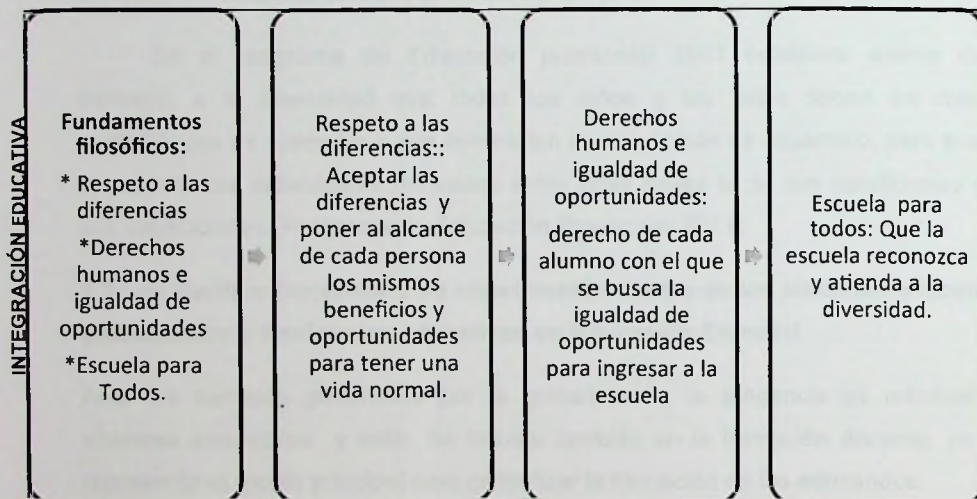 INTEGRACIÓN EDUCATIVA
Fundamentos
filosóficos:
* Respeto a las
diferencias
*Derechos
humanos e
igualdad de
oportunidades
*Escuela para
Todos.
Respeto a las
diferencias::
Aceptar las
diferencias y
poner al alcance
de cada persona
los mismos
beneficios y
oportunidades
para tener una
vida normal.
Derechos
humanos e
igualdad de
oportunidades:
derecho de cada
alumno con el que
se busca la
igualdad de
oportunidades
para ingresar a la
escuela
Escuela para
todos: Que la
escuela reconozca
y atienda a la
diversidad.